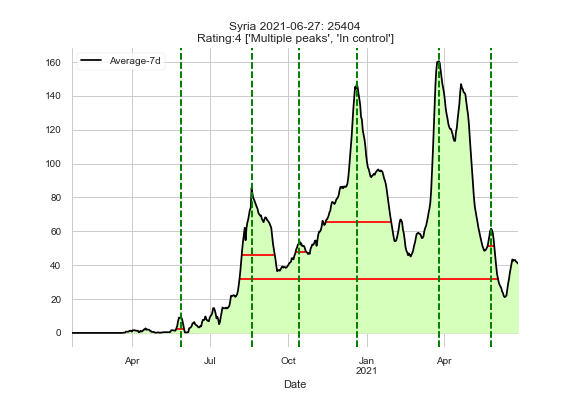 Syria 2021-06-27: 25404
Rating:4 ['Multiple peaks', 'In control']
Average-7d
160
140
120
100
80
60
40
20
0
Apr Jul Oct Jan Apr
2021
Date